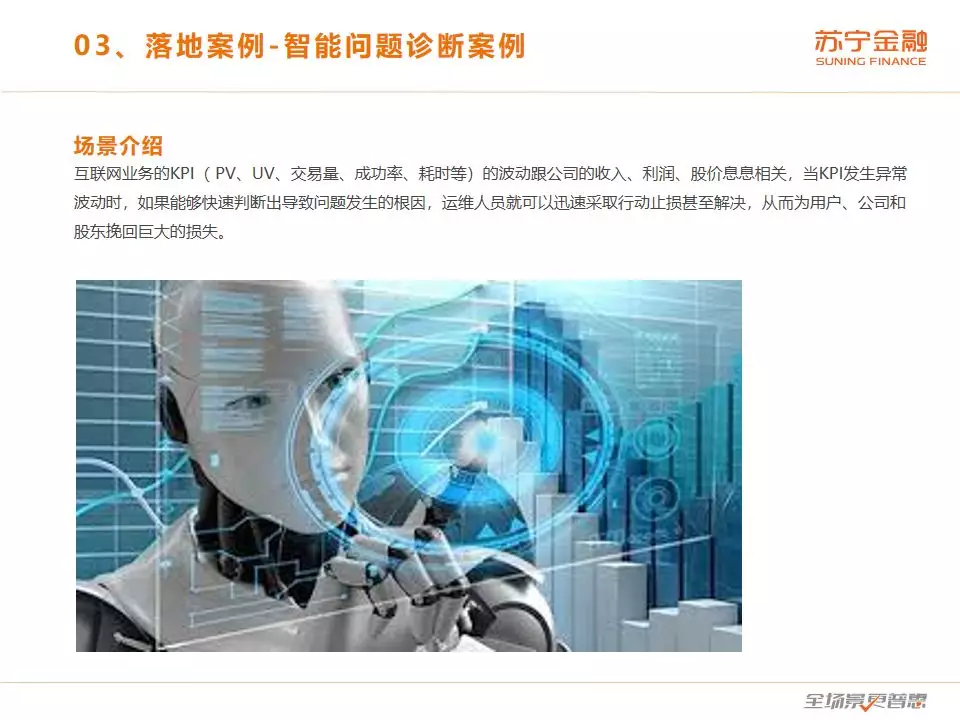 03、落地案例-智能问题诊断案例
苏宁金融
SUNING FINANCE
场景介绍
互联网业务的KPI（ PV、UV、交易量、成功率、耗时等）的波动跟公司的收入、利润、股价息息相关，当KPI发生异常
波动时，如果能够快速判断出导致问题发生的根因，运维人员就可以迅速采取行动止损甚至解决，从而为用户、公司和
股东挽回巨大的损失。
全场景更普惠